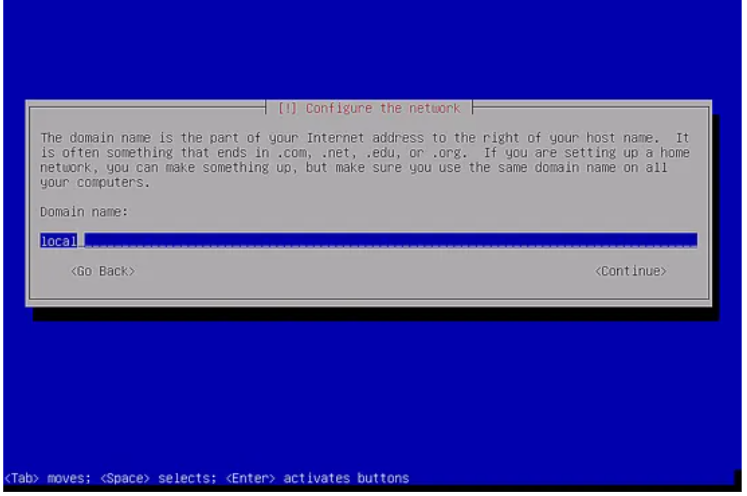 [!] Configure the network
The domain name is the part of your Internet address to the right of your host name.  It
is often something that ends in .com, .net, .edu, or .org.  If you are setting up a home
network, you can make something up, but make sure you use the same domain name on all
your computers.
Domain name:
local
<Go Back> <Continue>
<Tab> moves; <Space> selects; <Enter> activates buttons